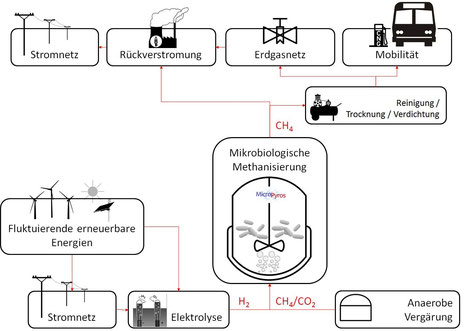 Stromnetz
Rückverstromung
Erdgasnetz
Mobilität
Reinigung /
Trocknung / Verdichtung
CH4
Mikrobiologische
Methanisierung
MicroPyros
Fluktuierende erneuerbare
Energien
Stromnetz
Elektrolyse
H2
CH4/CO2
Anaerobe
Vergärung